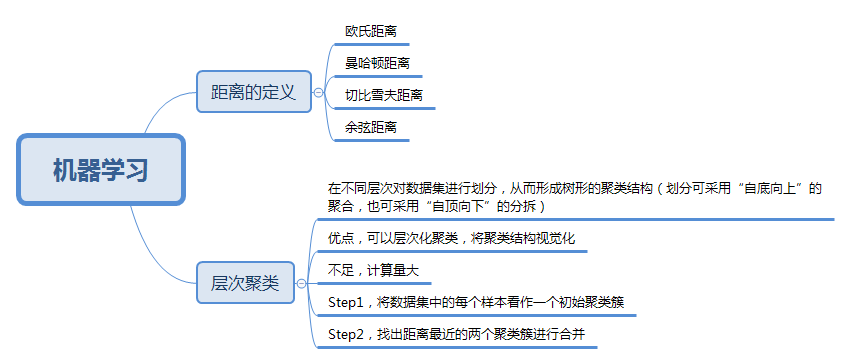 机器学习
距离的定义
欧氏距离
曼哈顿距离
切比雪夫距离
余弦距离
层次聚类
在不同层次对数据集进行划分，从而形成树形的聚类结构（划分可采用“自底向上”的
聚合，也可采用“自顶向下”的分拆）
优点，可以层次化聚类，将聚类结构视觉化
不足，计算量大
Step1，将数据集中的每个样本看作一个初始聚类簇
Step2，找出距离最近的两个聚类簇进行合并